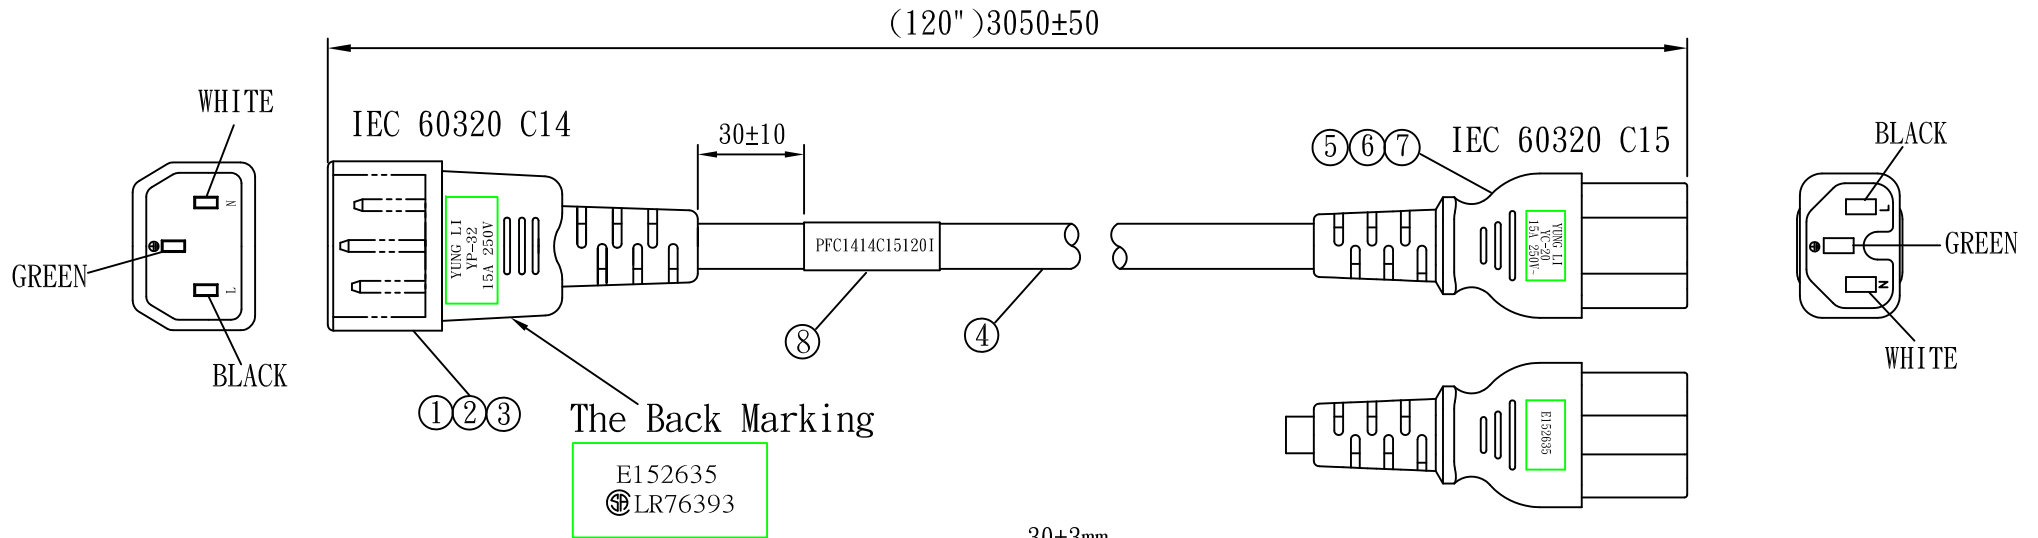 (120")3050±50
WHITE
IEC 60320 C14
30±10
5 6 7
IEC 60320 C15
BLACK
N
L
GREEN
BLACK
YUNG LI
YP-32
15A 250V
PFC1414C15120I
YUNG LI
YC-20
15A 250V~
L
N
GREEN
WHITE
8
4
1 2 3
The Back Marking
E152635
LR76393
E152635
30±3mm